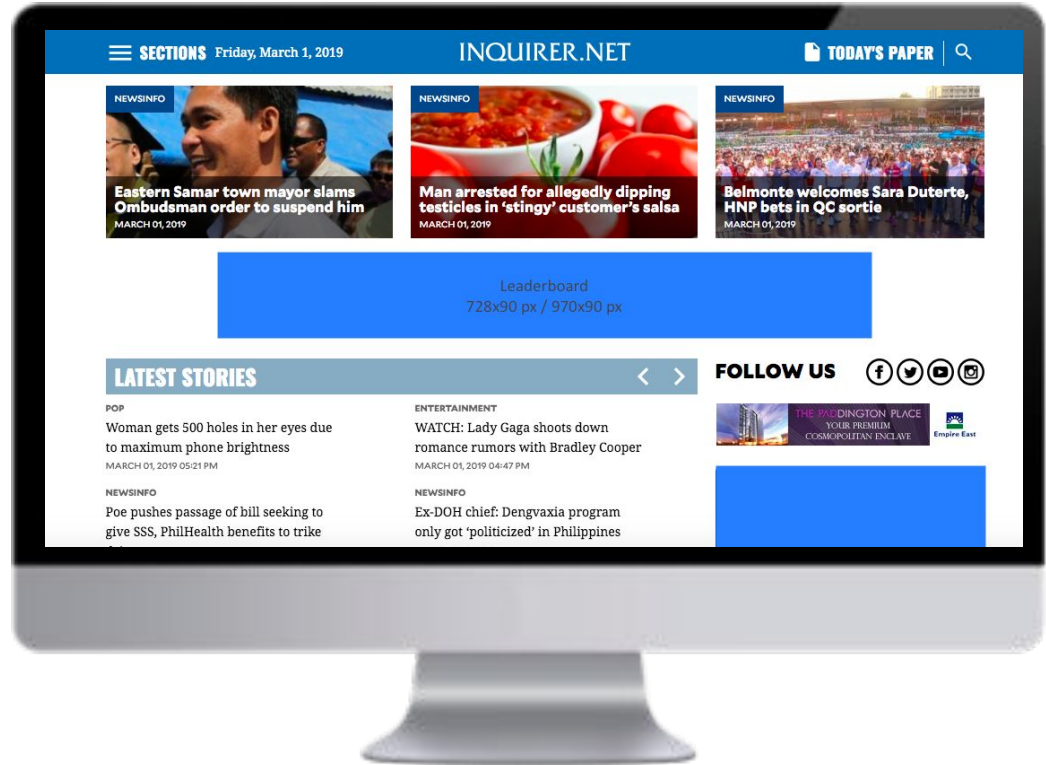 SECTIONS Friday, March 1, 2019
INQUIRER.NET
TODAY'S PAPER
NEWSINFO
Eastern Samar town mayor slams
Ombudsman order to suspend him
MARCH 01, 2019
NEWSINFO
Man arrested for allegedly dipping
testicles in ‘stingy’ customer’s salsa
MARCH 01, 2019
NEWSINFO
Belmonte welcomes Sara Duterte,
HNP bets in QC sortie
MARCH 01, 2019
Leaderboard
728x90 px / 970x90 px
LATEST STORIES
POP
Woman gets 500 holes in her eyes due
to maximum phone brightness
MARCH 01, 2019 05:21 PM
NEWSINFO
Poe pushes passage of bill seeking to
give SSS, PhilHealth benefits to trike
ENTERTAINMENT
WATCH: Lady Gaga shoots down
romance rumors with Bradley Cooper
MARCH 01, 2019 04:47 PM
NEWSINFO
Ex-DOH chief: Dengvaxia program
only got ‘politicized’ in Philippines
FOLLOW US
THE PADDINGTON PLACE
YOUR PREMIUM
COSMOPOLITAN ENCLAVE
Empire East